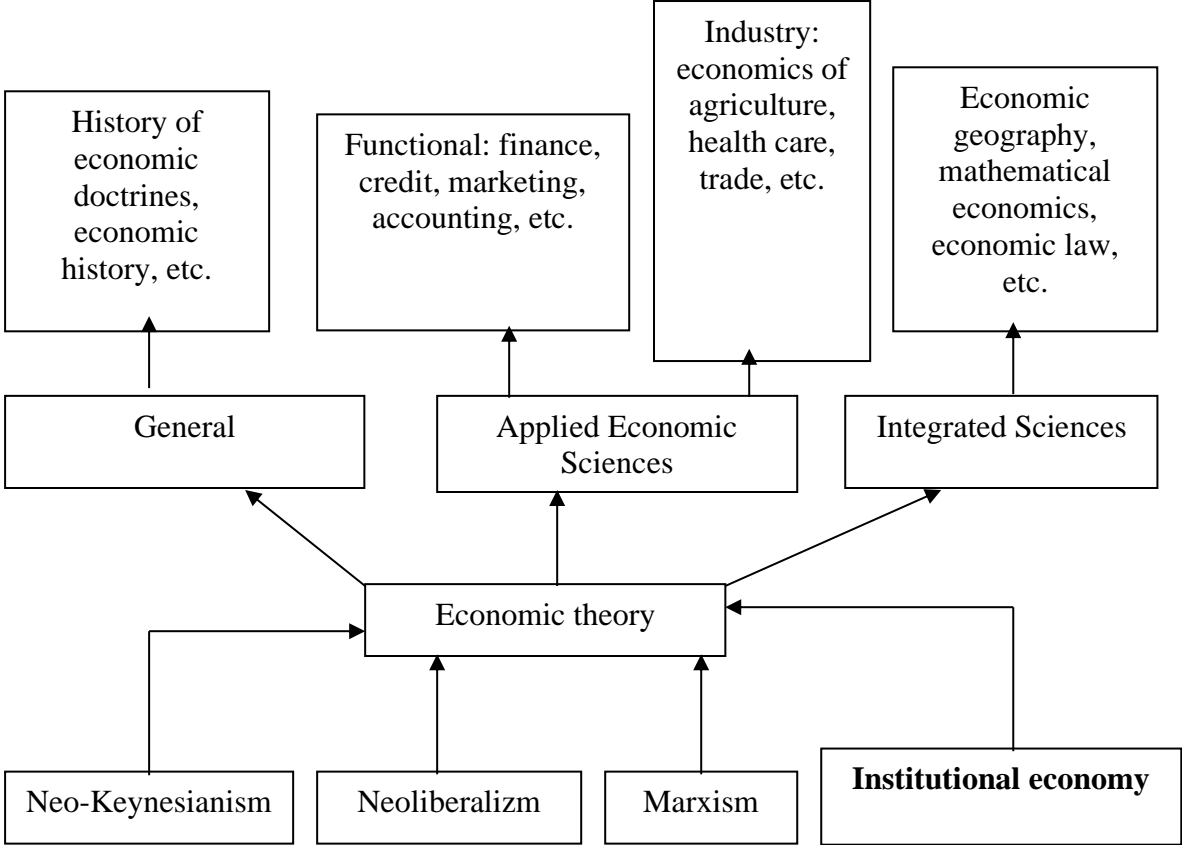 History of
economic
doctrines,
economic
history, etc.
Functional: finance,
credit, marketing,
accounting, etc.
Industry:
economics of
agriculture,
health care,
trade, etc.
Economic
geography,
mathematical
economics,
economic law,
etc.
General
Applied Economic
Sciences
Integrated Sciences
Economic theory
Neo-Keynesianism
Neoliberalizm
Marxism
Institutional economy